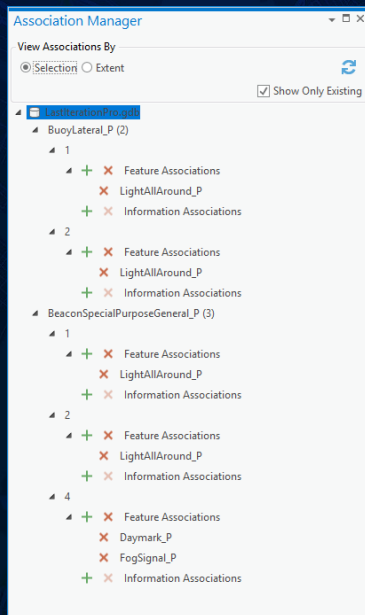 Association Manager
View Associations By
Selection Extent
Show Only Existing
LastIterationPro.gdb
BuoyLateral_P (2)
1
Feature Associations
LightAllAround_P
Information Associations
2
Feature Associations
LightAllAround_P
Information Associations
BeaconSpecialPurposeGeneral_P (3)
1
Feature Associations
LightAllAround_P
Information Associations
2
Feature Associations
LightAllAround_P
Information Associations
4
Feature Associations
Daymark_P
FogSignal_P
Information Associations